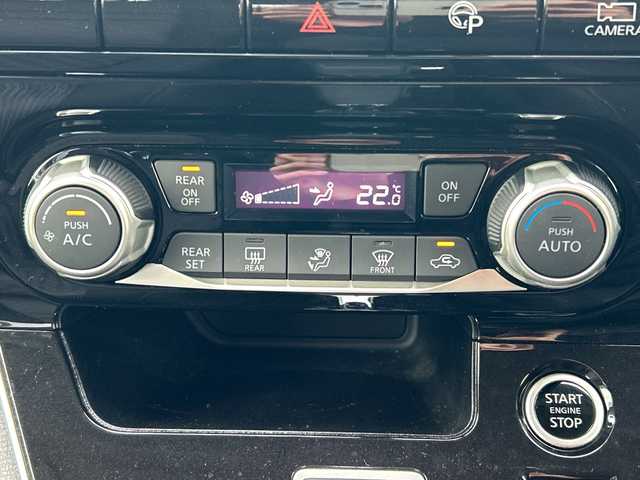 P
CAMERA
REAR
ON
OFF
22.0
°C
ON
OFF
PUSH
A/C
PUSH
AUTO
REAR
SET
REAR
FRONT
START
ENGINE
STOP